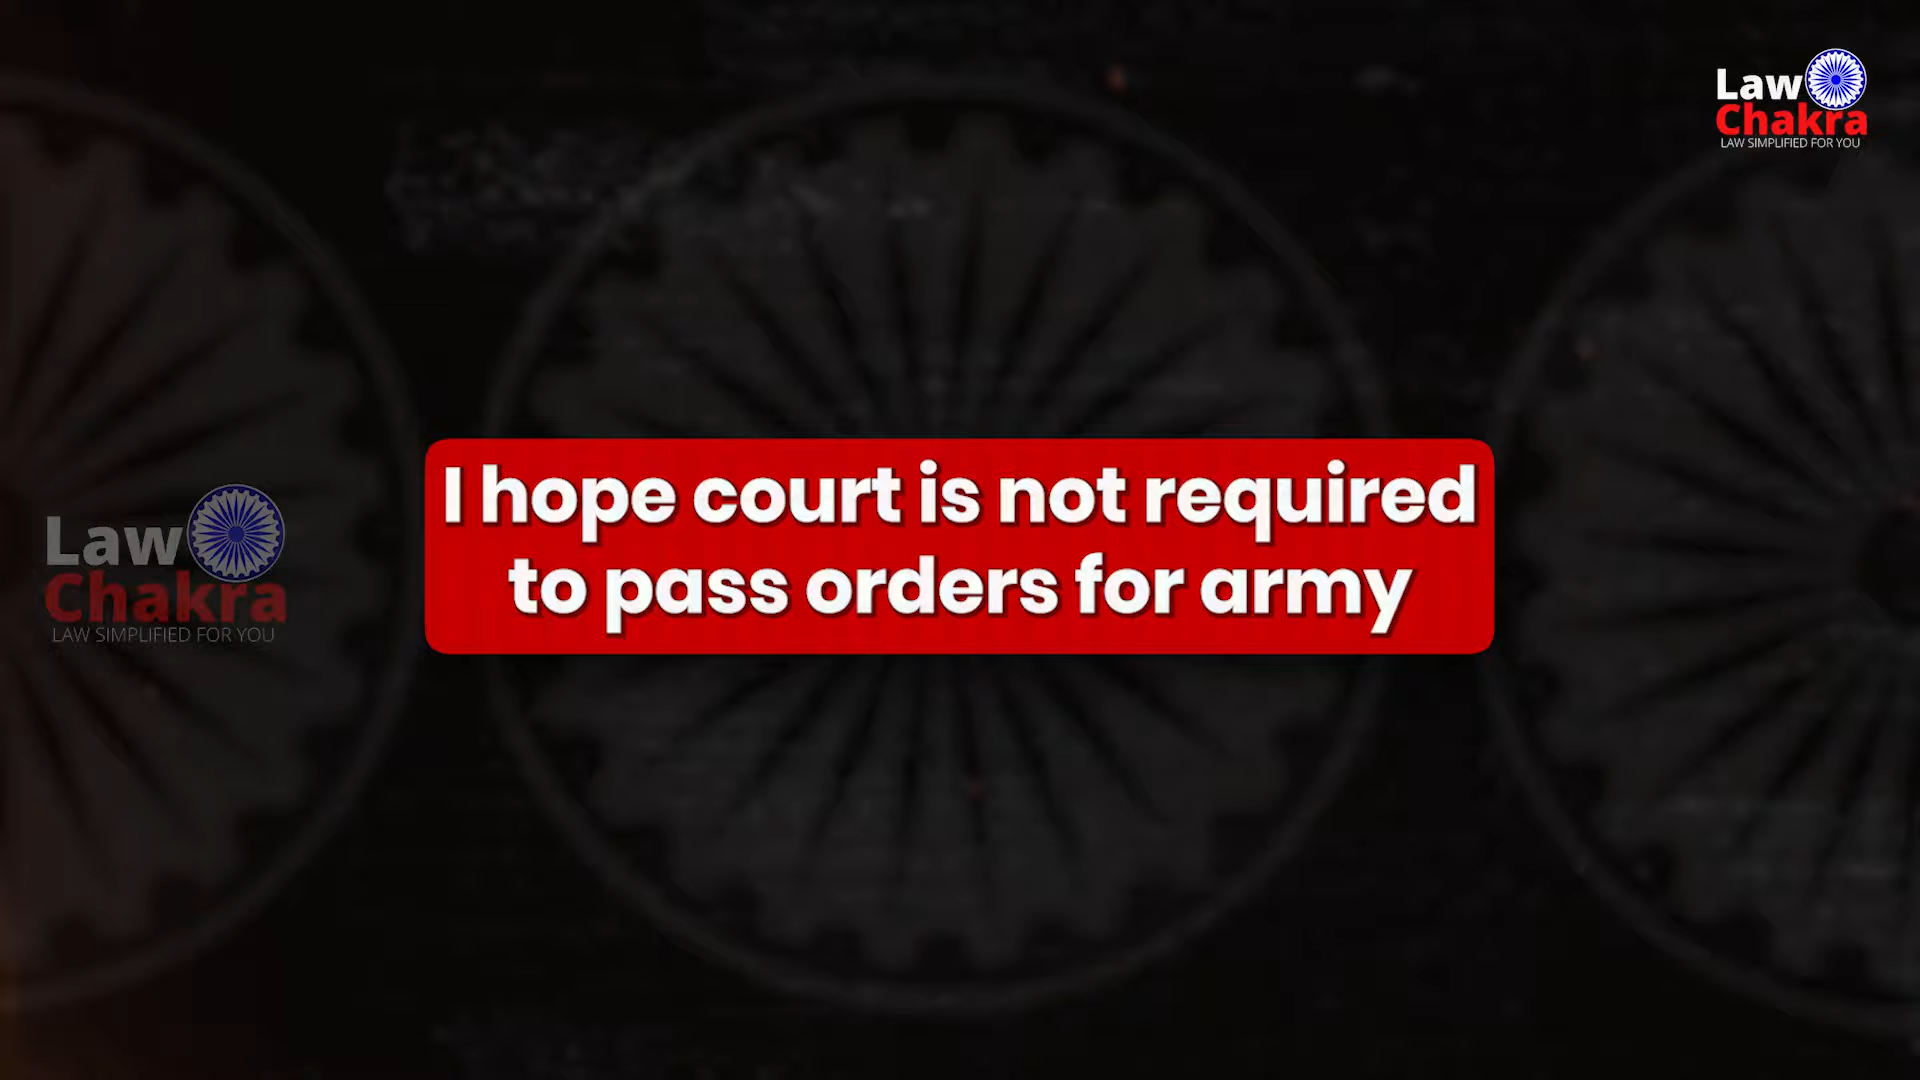 Law
Chakra
LAW SIMPLIFIED FOR YOU
I hope court is not required
to pass orders for army
Law
Chakra
LAW SIMPLIFIED FOR YOU